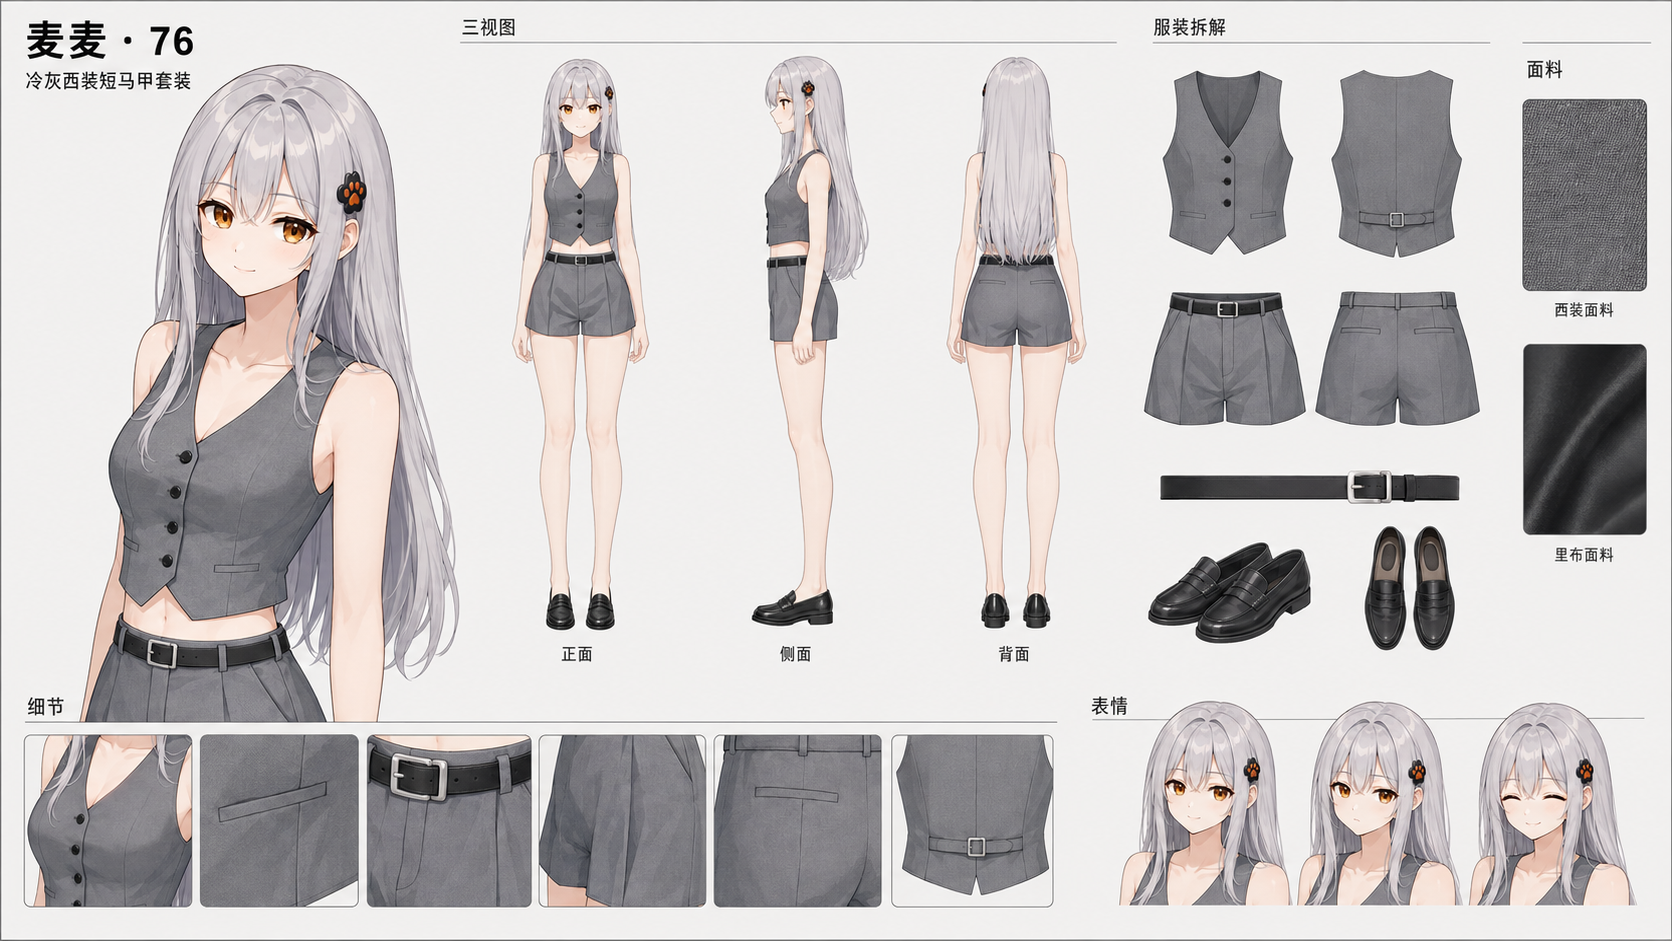 麦麦·76
冷灰西装短马甲套装
三视图
正面
侧面
背面
服装拆解
面料
西装面料
里布面料
细节
表情